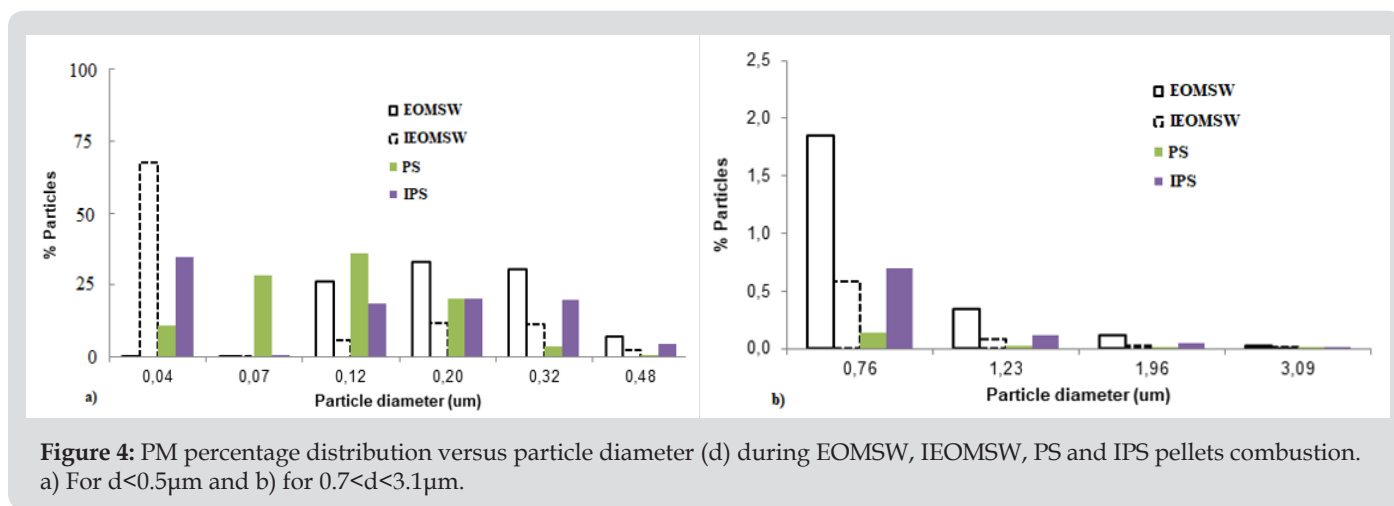 100
75
50
25
0
% Particles
EOMSW
IEOMSW
PS
IPS
0,04 0,07 0,12 0,20 0,32 0,48
a)
Particle diameter (um)
2,5
2,0
1,5
1,0
0,5
0,0
% Particles
EOMSW
IEOMSW
PS
IPS
0,76 1,23 1,96 3,09
b)
Particle diameter (um)
Figure 4: PM percentage distribution versus particle diameter (d) during EOMSW, IEOMSW, PS and IPS pellets combustion.
a) For d<0.5µm and b) for 0.7<d<3.1µm.